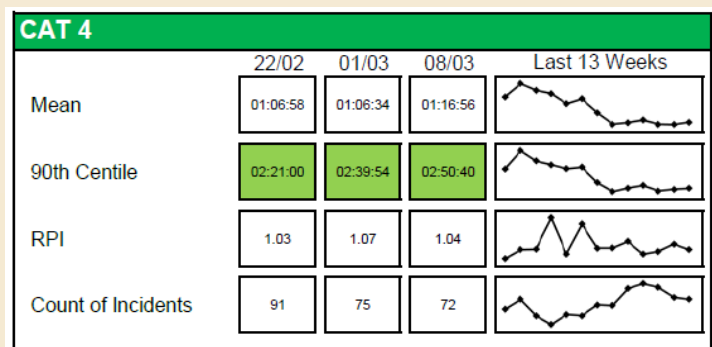 CAT 4
22/02 01/03 08/03 Last 13 Weeks
Mean 01:06:58 01:06:34 01:16:56
90th Centile 02:21:00 02:39:54 02:50:40
RPI 1.03 1.07 1.04
Count of Incidents 91 75 72